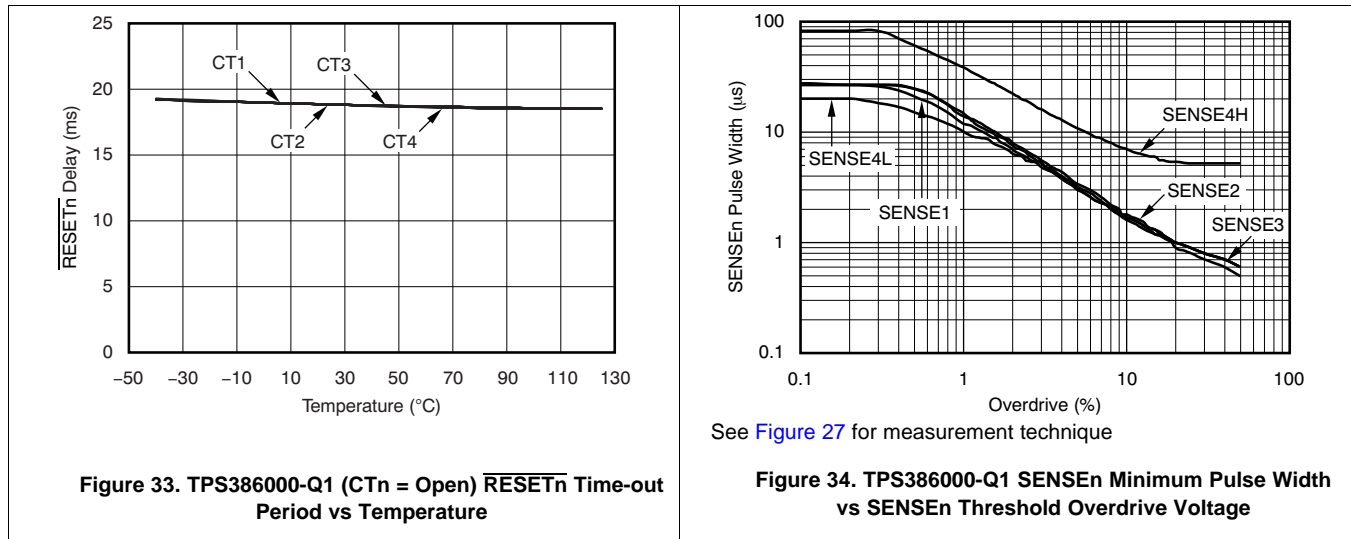 25
20
15
10
5
0
RESETn Delay (ms)
CT1
CT3
CT2
CT4
−50 −30 −10 10 30 50 70 90 110 130
Temperature (°C)
Figure 33. TPS386000-Q1 (CTn = Open) RESETn Time-out
Period vs Temperature
100
10
1
0.1
SENSEn Pulse Width (µs)
SENSE4H
SENSE4L
SENSE1
SENSE2
SENSE3
0.1 1 10 100
Overdrive (%)
See Figure 27 for measurement technique
Figure 34. TPS386000-Q1 SENSEn Minimum Pulse Width
vs SENSEn Threshold Overdrive Voltage